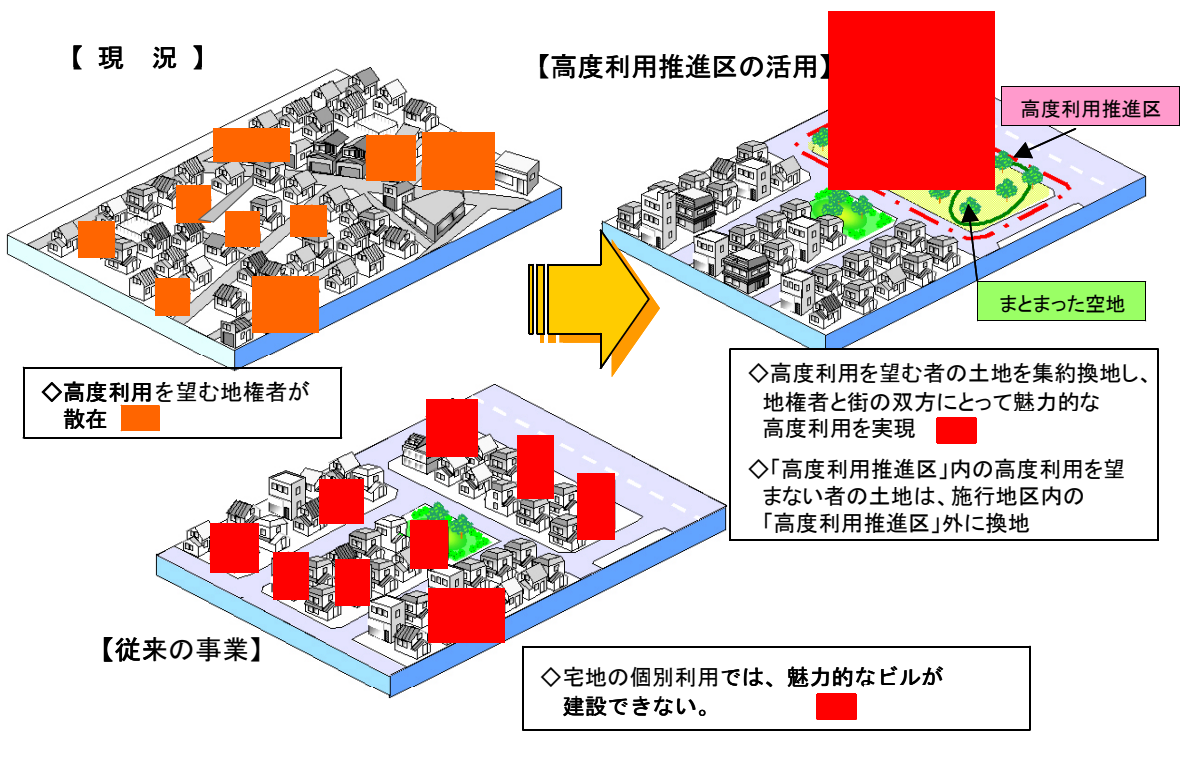 【 現　況 】
【高度利用推進区の活用】
高度利用推進区
まとまった空地
◇高度利用を望む地権者が
散在
◇高度利用を望む者の土地を集約換地し、
地権者と街の双方にとって魅力的な
高度利用を実現
◇「高度利用推進区」内の高度利用を望
まない者の土地は、施行地区内の
「高度利用推進区」外に換地
【従来の事業】
◇宅地の個別利用では、魅力的なビルが
建設できない。